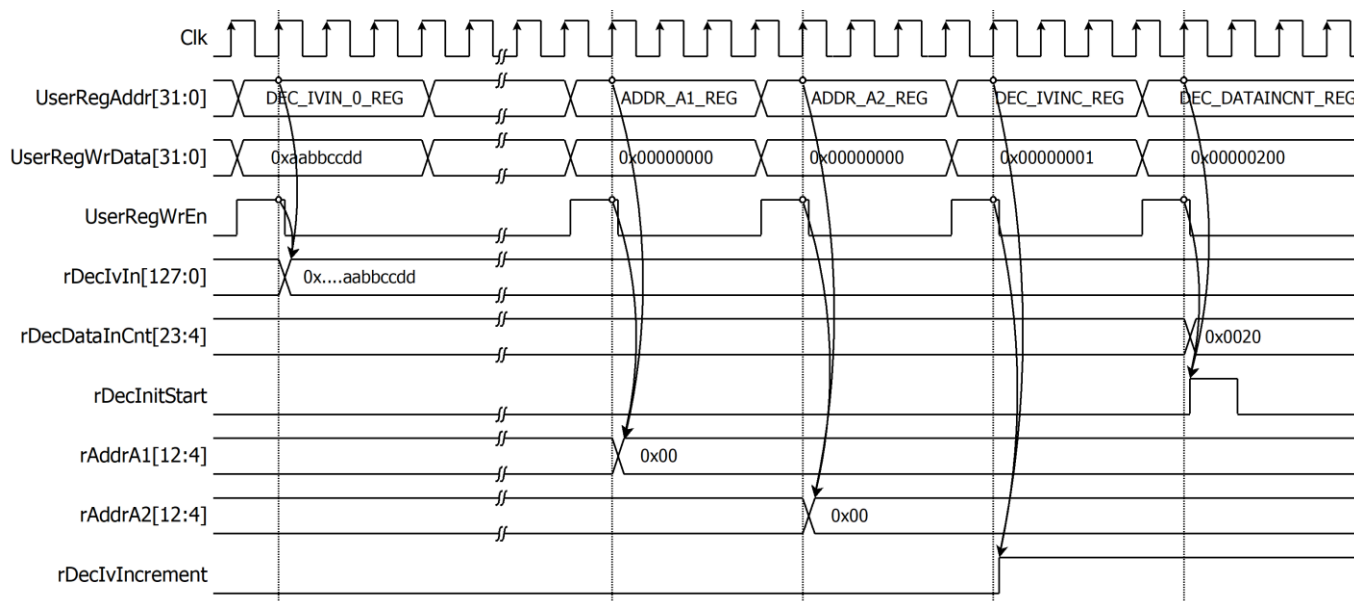 Clk
UserRegAddr[31:0] DEC_IVIN_0_REG ADDR_A1_REG ADDR_A2_REG DEC_IVINC_REG DEC_DATAINCNT_REG
UserRegWrData[31:0] 0xaabbccdd 0x00000000 0x00000000 0x00000001 0x00000200
UserRegWrEn
rDecIvIn[127:0] 0x....aabbccdd
rDecDataInCnt[23:4] 0x0020
rDecInitStart
rAddrA1[12:4] 0x00
rAddrA2[12:4] 0x00
rDecIvIncrement